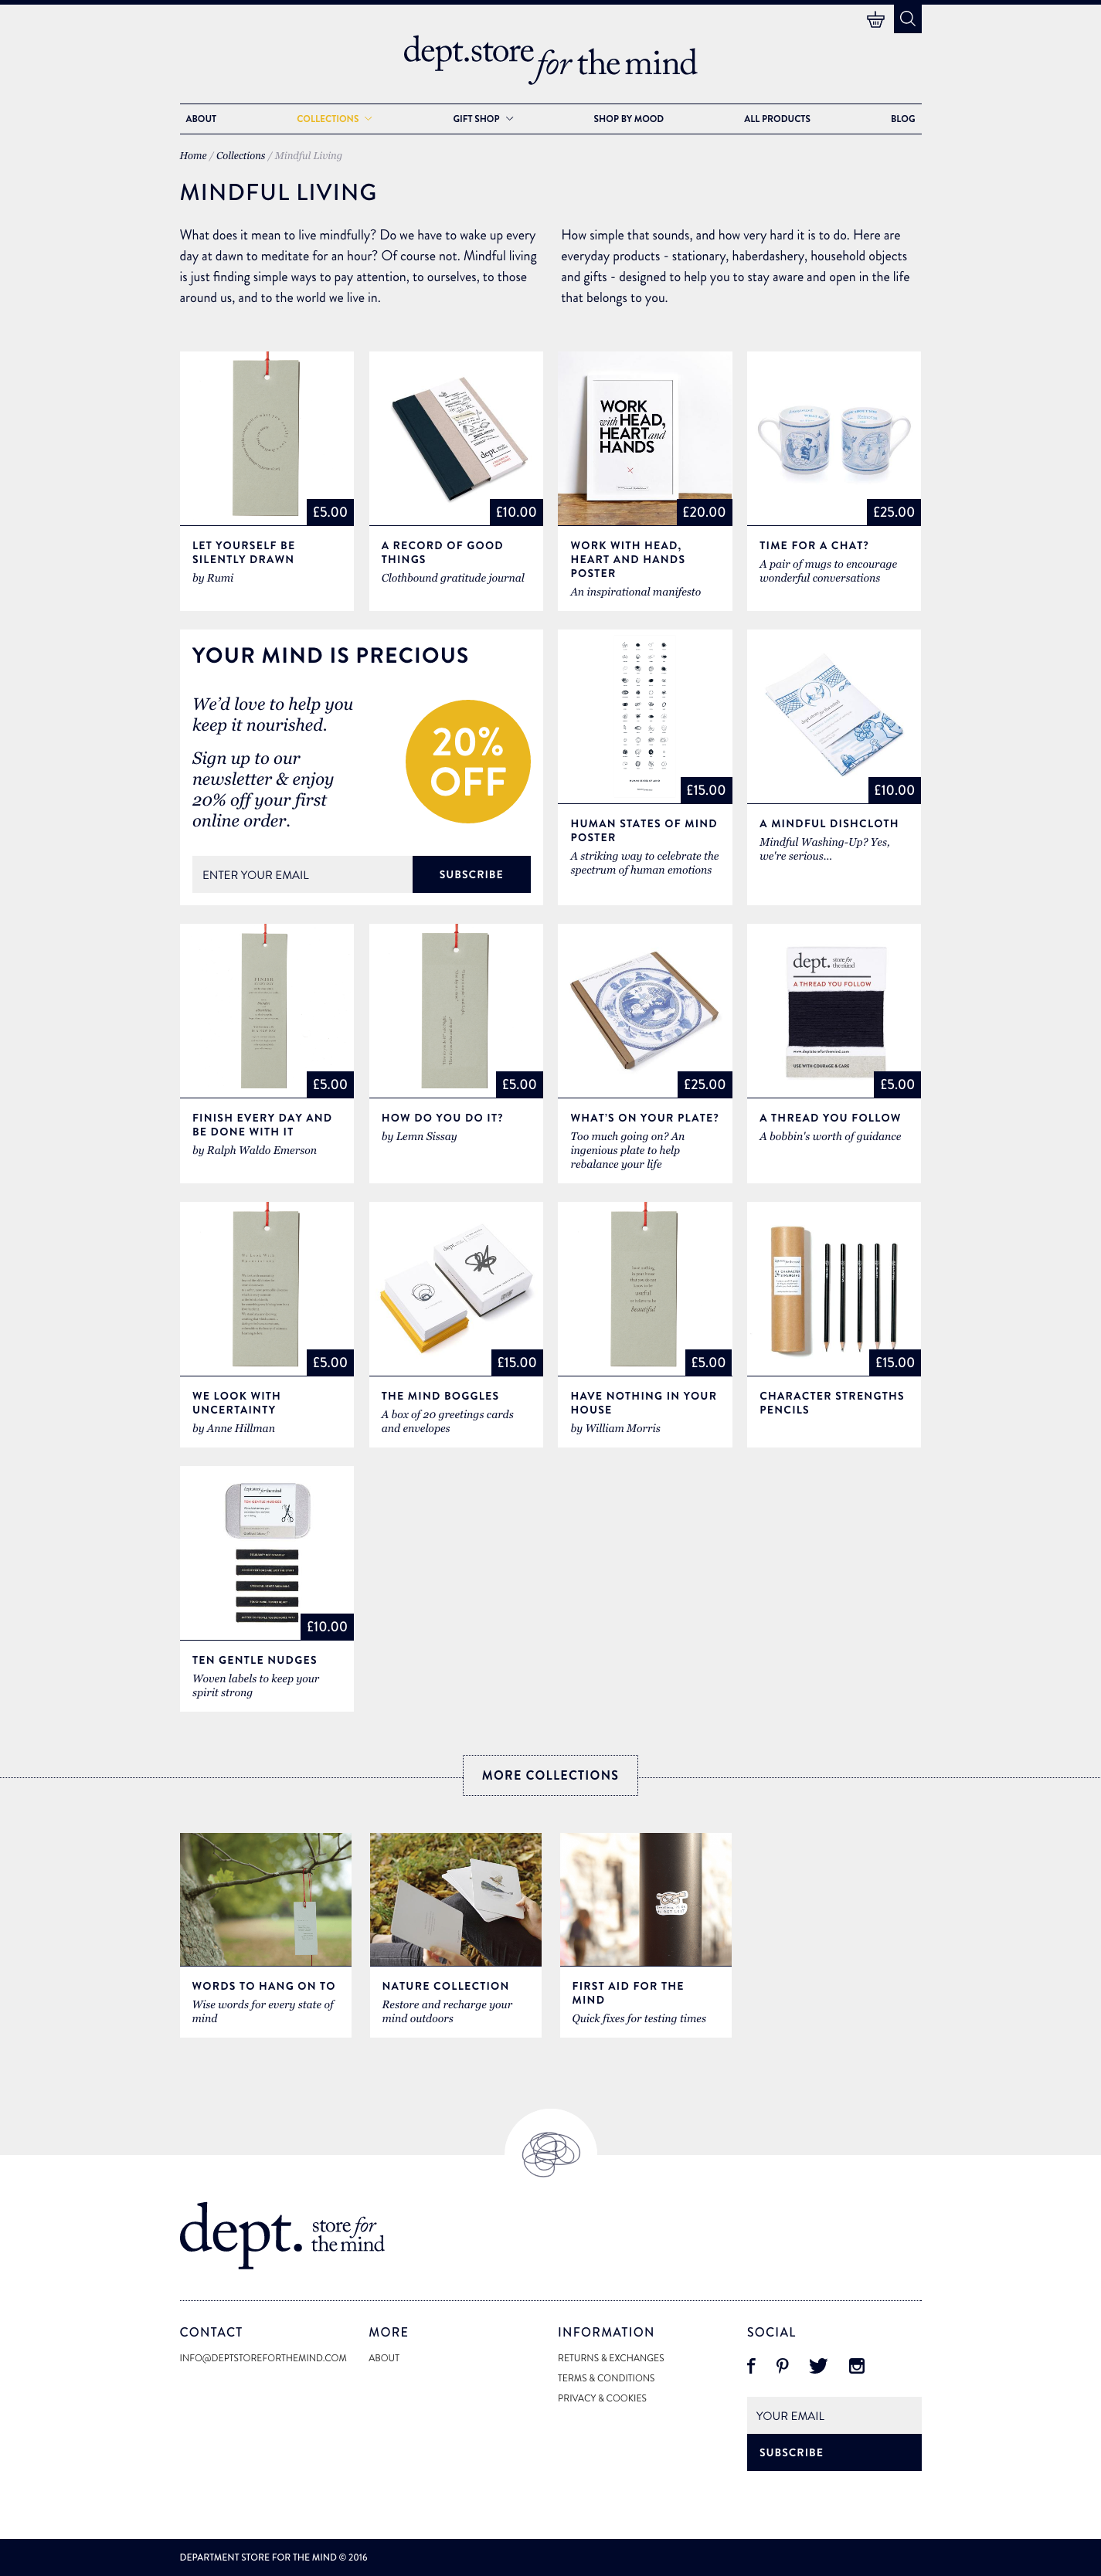 dept.store for the mind
ABOUT
COLLECTIONS
GIFT SHOP
SHOP BY MOOD
ALL PRODUCTS
BLOG
Home / Collections / Mindful Living
MINDFUL LIVING
What does it mean to live mindfully? Do we have to wake up every
day at dawn to meditate for an hour? Of course not. Mindful living
is just finding simple ways to pay attention, to ourselves, to those
around us, and to the world we live in.
How simple that sounds, and how very hard it is to do. Here are
everyday products - stationary, haberdashery, household objects
and gifts - designed to help you to stay aware and open in the life
that belongs to you.
£5.00
LET YOURSELF BE
SILENTLY DRAWN
by Rumi
dept.
£10.00
A RECORD OF GOOD
THINGS
Clothbound gratitude journal
WORK
with HEAD,
HEART and
HANDS
£20.00
WORK WITH HEAD,
HEART AND HANDS
POSTER
An inspirational manifesto
£25.00
TIME FOR A CHAT?
A pair of mugs to encourage
wonderful conversations
YOUR MIND IS PRECIOUS
We'd love to help you
keep it nourished.
Sign up to our
newsletter & enjoy
20% off your first
online order.
20%
OFF
ENTER YOUR EMAIL
SUBSCRIBE
£15.00
HUMAN STATES OF MIND
POSTER
A striking way to celebrate the
spectrum of human emotions
£10.00
A MINDFUL DISHCLOTH
Mindful Washing-Up? Yes,
we're serious...
FINISH
£5.00
FINISH EVERY DAY AND
BE DONE WITH IT
by Ralph Waldo Emerson
£5.00
HOW DO YOU DO IT?
by Lemn Sissay
£25.00
WHAT'S ON YOUR PLATE?
Too much going on? An
ingenious plate to help
rebalance your life
dept. store for
the mind
A THREAD YOU FOLLOW
www.deptstoreforthemind.com
USE WITH COURAGE & CARE
£5.00
A THREAD YOU FOLLOW
A bobbin's worth of guidance
£5.00
WE LOOK WITH
UNCERTAINTY
by Anne Hillman
£15.00
THE MIND BOGGLES
A box of 20 greetings cards
and envelopes
useful
beautiful
£5.00
HAVE NOTHING IN YOUR
HOUSE
by William Morris
£15.00
CHARACTER STRENGTHS
PENCILS
TEN GENTLE NUDGES
£10.00
TEN GENTLE NUDGES
Woven labels to keep your
spirit strong
MORE COLLECTIONS
WORDS TO HANG ON TO
Wise words for every state of
mind
NATURE COLLECTION
Restore and recharge your
mind outdoors
FIRST AID FOR THE
MIND
Quick fixes for testing times
dept. store for
the mind
CONTACT
INFO@DEPTSTOREFORTHEMIND.COM
MORE
ABOUT
INFORMATION
RETURNS & EXCHANGES
TERMS & CONDITIONS
PRIVACY & COOKIES
SOCIAL
YOUR EMAIL
SUBSCRIBE
DEPARTMENT STORE FOR THE MIND © 2016